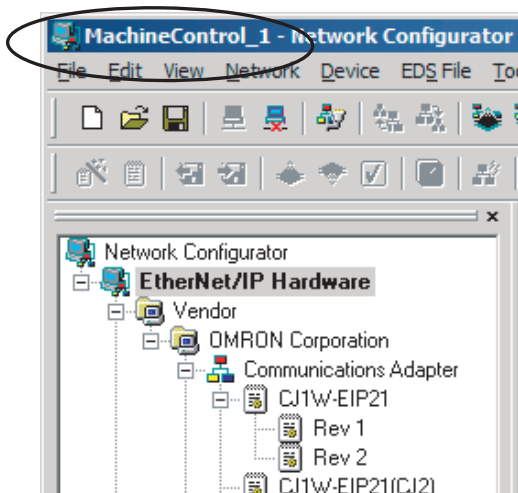 MachineControl_1 - Network Configurator
File Edit View Network Device EDS File
Network Configurator
EtherNet/IP Hardware
Vendor
OMRON Corporation
Communications Adapter
CJ1W-EIP21
Rev 1
Rev 2
CJ1W-EIP21(CJ2)